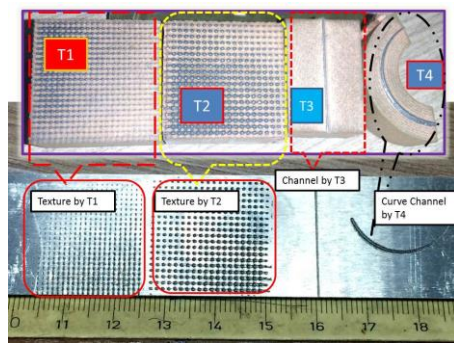 T1
T2
T3
T4
Channel by T3
Texture by T1
Texture by T2
Curve Channel
by T4
0 11 12 13 14 15 16 17 18